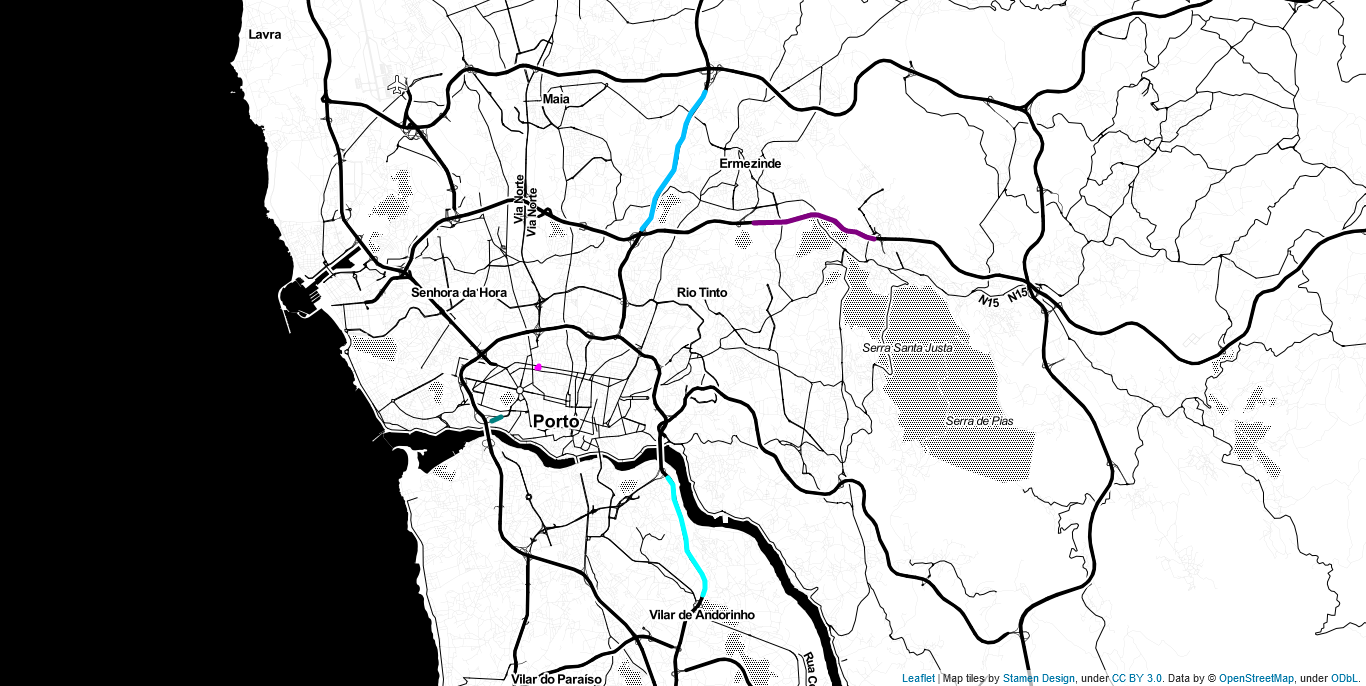 Lavra
Maia
Ermezinde
Via Norte
Via Norte
Senhora da Hora
Rio Tinto
N15
N15
Serra Santa Justa
Serra de Pias
Porto
Vilar de Andorinho
Vilar do Paraíso
Rua Co
Leaflet | Map tiles by Stamen Design, under CC BY 3.0. Data by © OpenStreetMap, under ODbL.